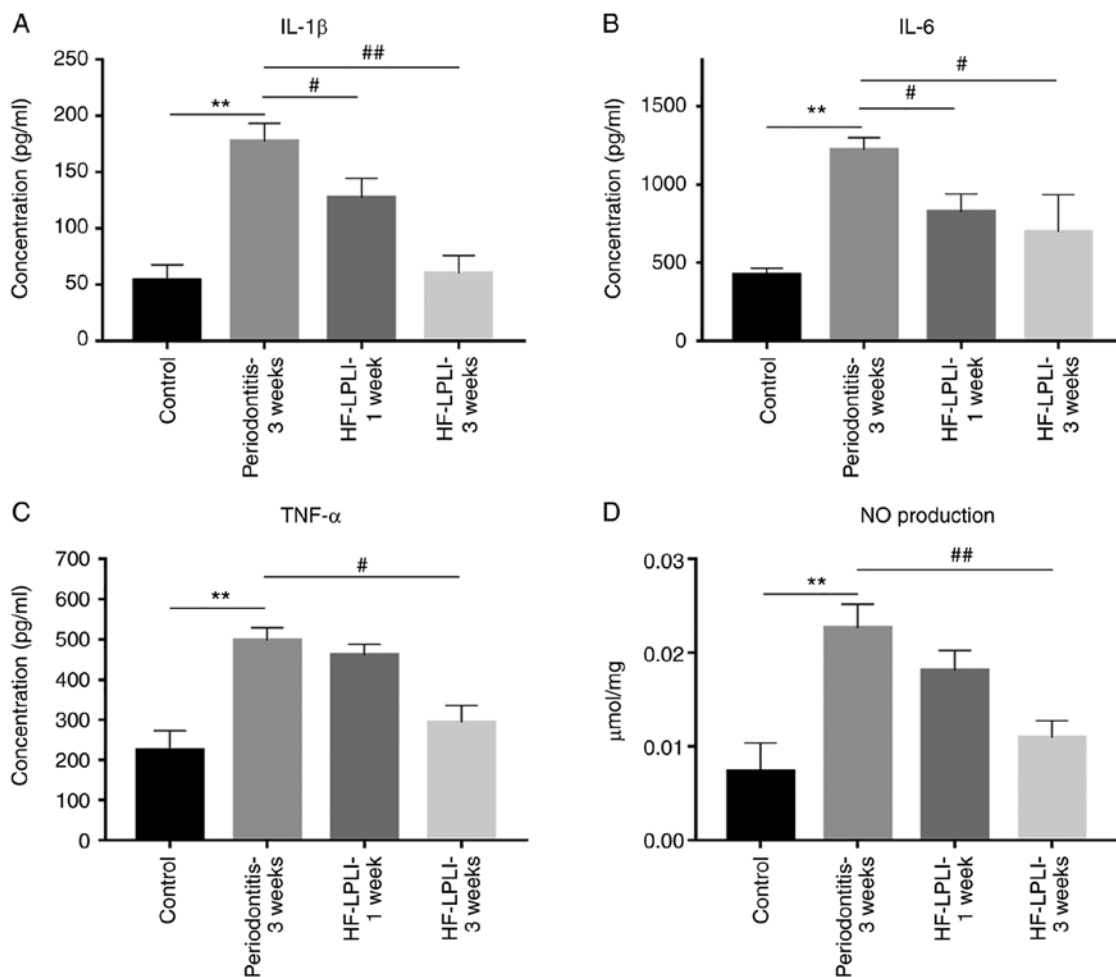 A
IL-1β
Concentration (pg/ml)
250
200
150
100
50
0
**
#
##
Control
Periodontitis-
3 weeks
HF-LPLI-
1 week
HF-LPLI-
3 weeks
B
IL-6
Concentration (pg/ml)
1500
1000
500
0
**
#
#
Control
Periodontitis-
3 weeks
HF-LPLI-
1 week
HF-LPLI-
3 weeks
C
TNF-α
Concentration (pg/ml)
700
600
500
400
300
200
100
0
**
#
Control
Periodontitis-
3 weeks
HF-LPLI-
1 week
HF-LPLI-
3 weeks
D
NO production
μmol/mg
0.03
0.02
0.01
0.00
**
##
Control
Periodontitis-
3 weeks
HF-LPLI-
1 week
HF-LPLI-
3 weeks